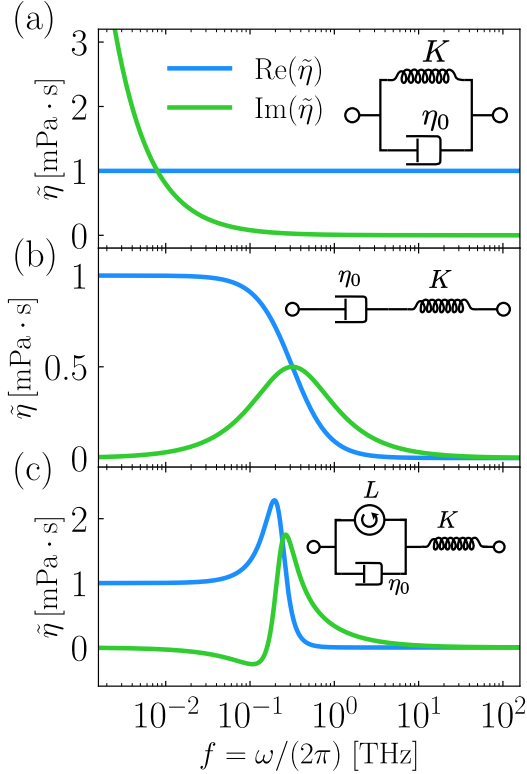 (a)
3
2
1
0
η̃ [mPa · s]
Re(η̃)
Im(η̃)
K
η₀
(b)
1
0.5
0
η̃ [mPa · s]
η₀
K
(c)
2
1
0
η̃ [mPa · s]
L
K
η₀
10⁻² 10⁻¹ 10⁰ 10¹ 10²
f = ω/(2π) [THz]